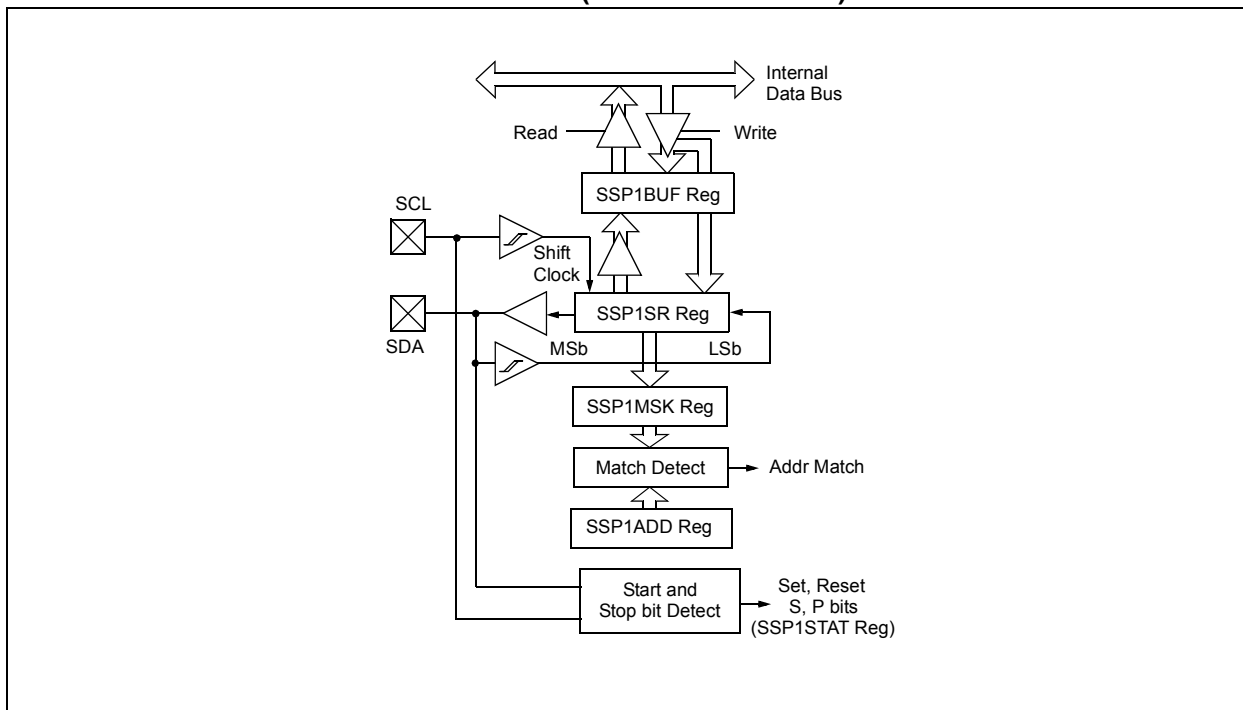 Internal
Data Bus
Read
Write
SSP1BUF Reg
SCL
Shift
Clock
SSP1SR Reg
SDA
MSb
LSb
SSP1MSK Reg
Match Detect
Addr Match
SSP1ADD Reg
Start and
Stop bit Detect
Set, Reset
S, P bits
(SSP1STAT Reg)